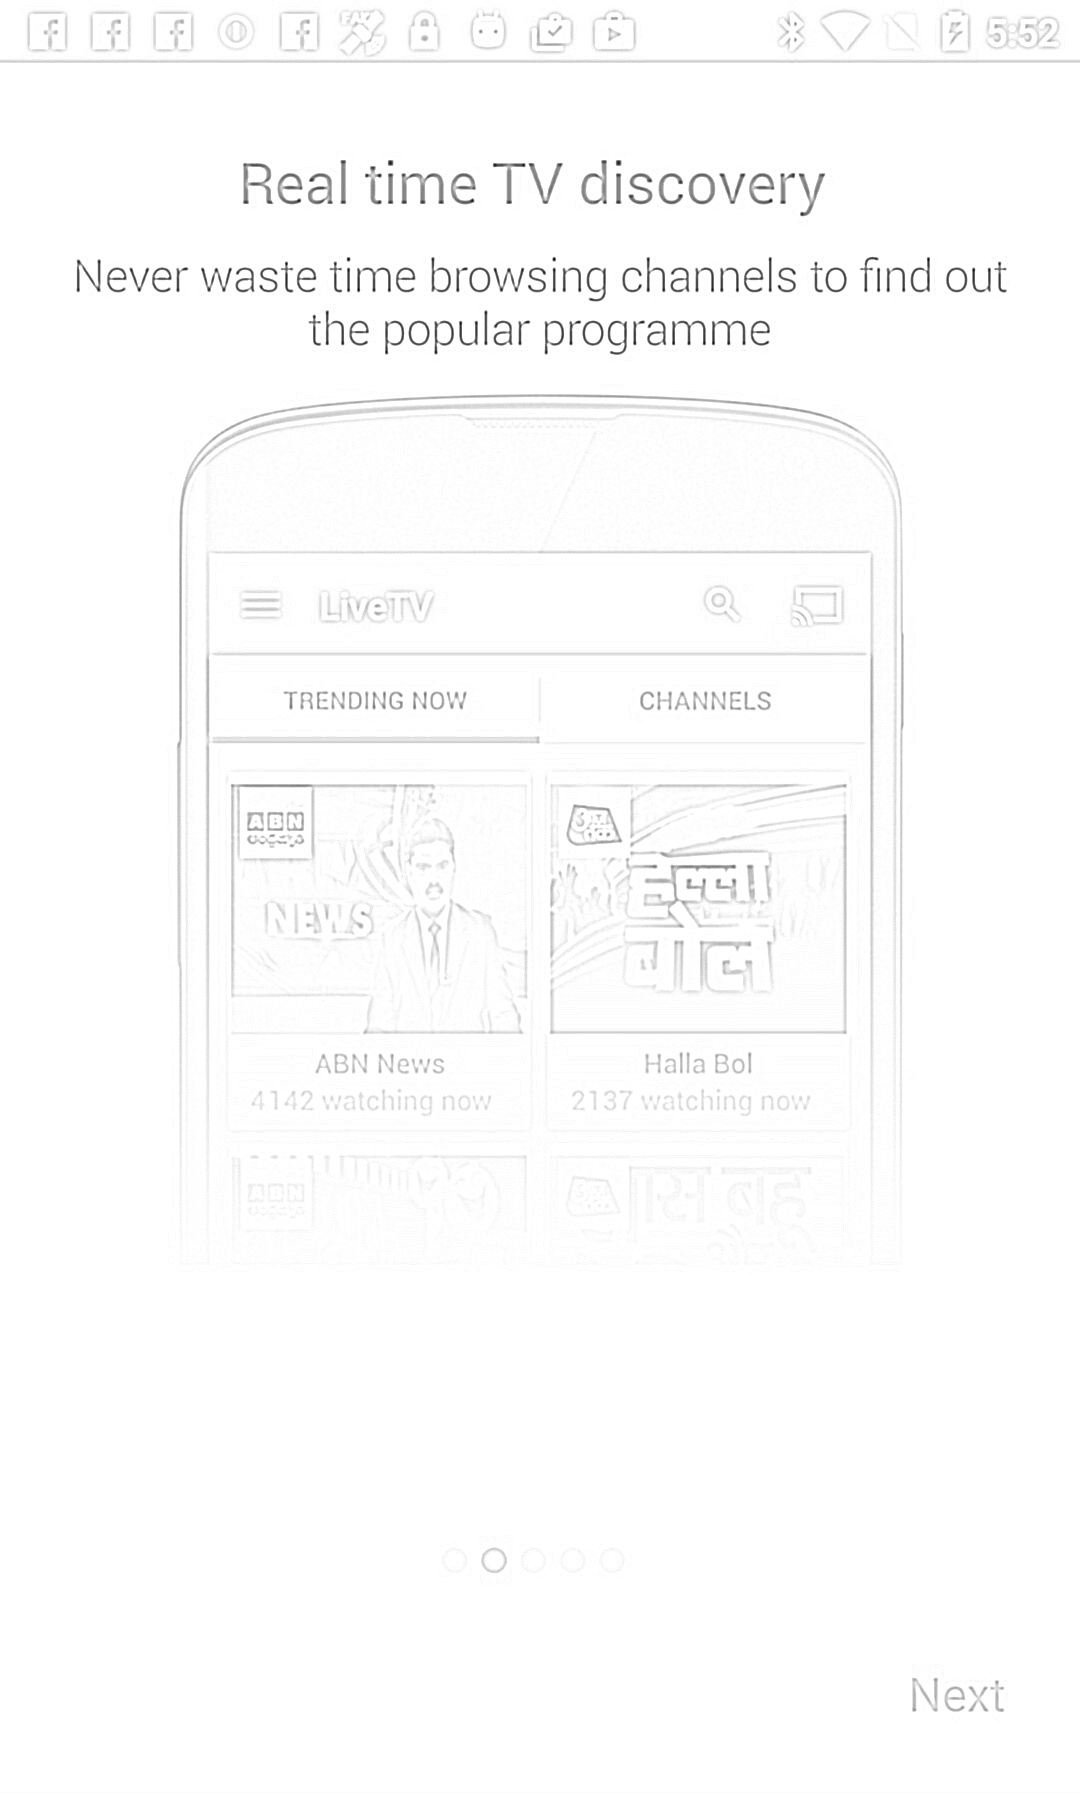 5:52
Real time TV discovery
Never waste time browsing channels to find out
the popular programme
LiveTV
TRENDING NOW
CHANNELS
ABN
NEWS
हल्ला
बोल
ABN News
Halla Bol
4142 watching now
2137 watching now
ABN
Next